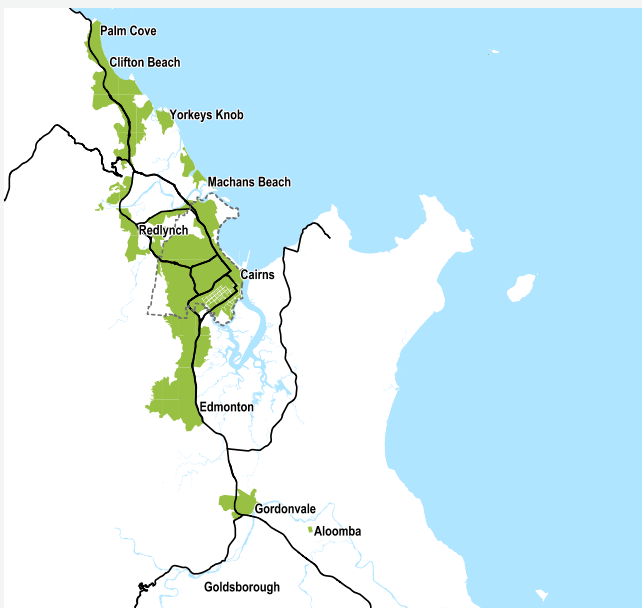 Palm Cove
Clifton Beach
Yorkeys Knob
Machans Beach
Redlynch
Cairns
Edmonton
Gordonvale
Aloomba
Goldsborough